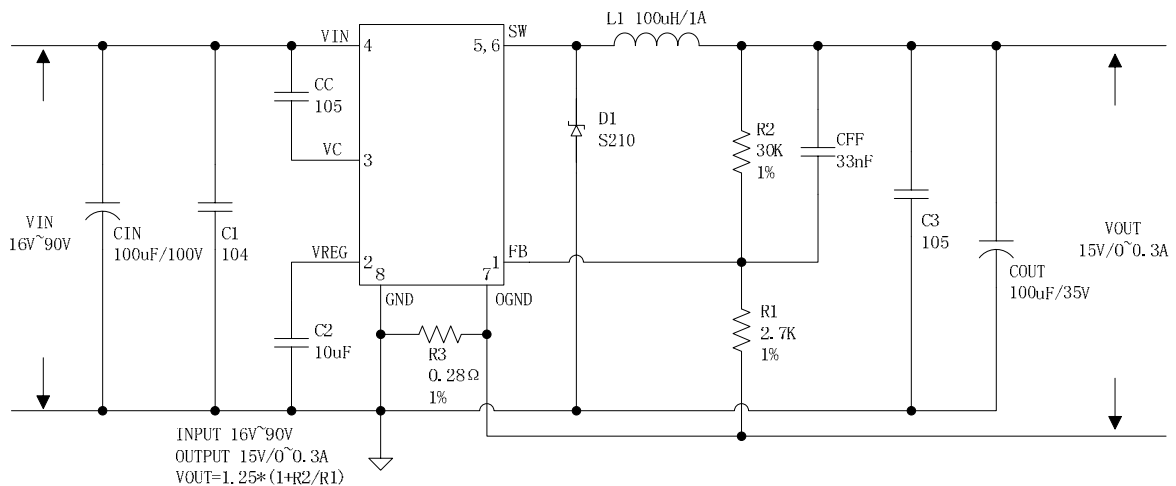 L1 100uH/1A
VIN
4
5,6
SW
CC
105
VC
3
D1
S210
R2
30K
1%
CFF
33nF
VIN
16V~90V
CIN
100uF/100V
C1
104
C3
105
VOUT
15V/0~0.3A
COUT
100uF/35V
VREG
2
8
GND
1
FB
7
OGND
C2
10uF
R3
0.28Ω
1%
R1
2.7K
1%
INPUT 16V~90V
OUTPUT 15V/0~0.3A
VOUT=1.25*(1+R2/R1)